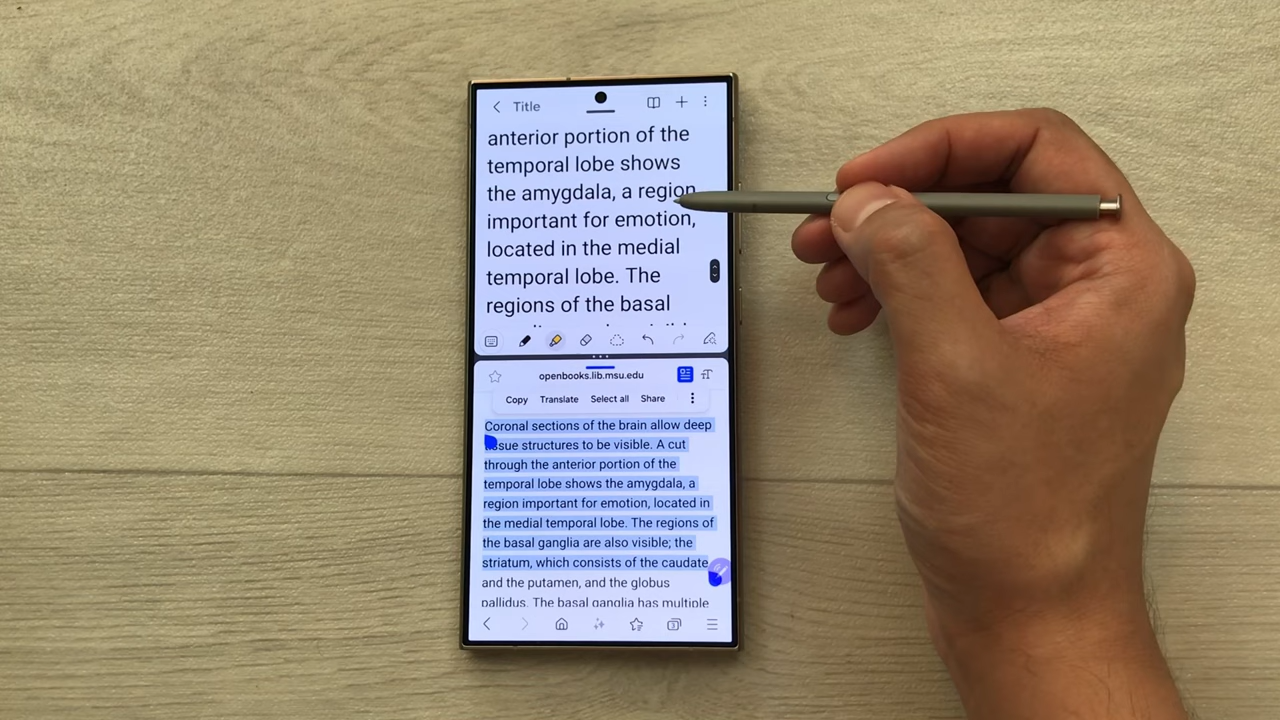 Title
anterior portion of the
temporal lobe shows
the amygdala, a region
important for emotion,
located in the medial
temporal lobe. The
regions of the basal
openbooks.lib.msu.edu
Copy Translate Select all Share
Coronal sections of the brain allow deep
tissue structures to be visible. A cut
through the anterior portion of the
temporal lobe shows the amygdala, a
region important for emotion, located in
the medial temporal lobe. The regions of
the basal ganglia are also visible; the
striatum, which consists of the caudate
and the putamen, and the globus
pallidus. The basal ganglia has multiple
3